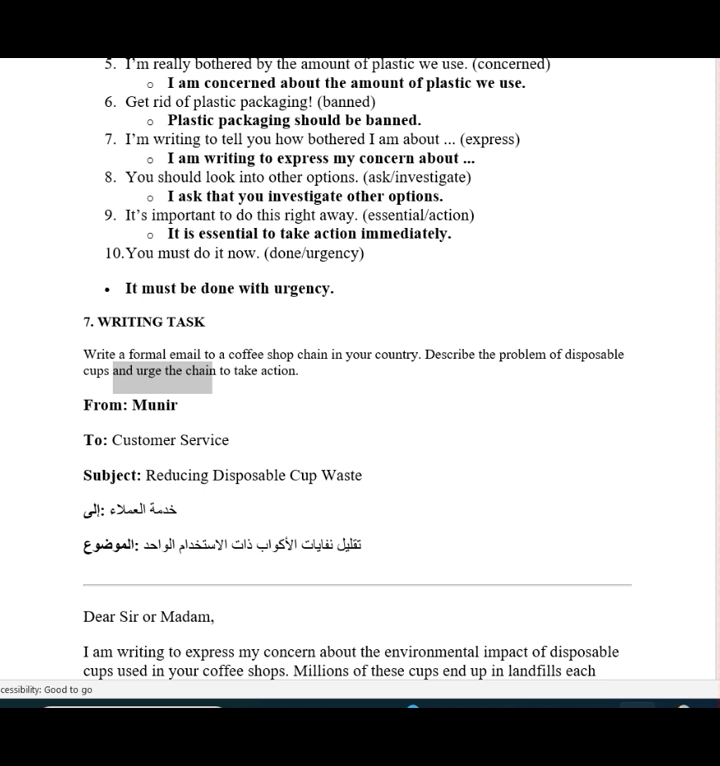 5. I'm really bothered by the amount of plastic we use. (concerned)
o I am concerned about the amount of plastic we use.
6. Get rid of plastic packaging! (banned)
o Plastic packaging should be banned.
7. I'm writing to tell you how bothered I am about ... (express)
o I am writing to express my concern about ...
8. You should look into other options. (ask/investigate)
o I ask that you investigate other options.
9. It's important to do this right away. (essential/action)
o It is essential to take action immediately.
10.You must do it now. (done/urgency)
• It must be done with urgency.
7. WRITING TASK
Write a formal email to a coffee shop chain in your country. Describe the problem of disposable
cups and urge the chain to take action.
From: Munir
To: Customer Service
Subject: Reducing Disposable Cup Waste
إلى: خدمة العملاء
الموضوع: تقليل نفايات الأكواب ذات الاستخدام الواحد
Dear Sir or Madam,
I am writing to express my concern about the environmental impact of disposable
cups used in your coffee shops. Millions of these cups end up in landfills each
cessibility: Good to go